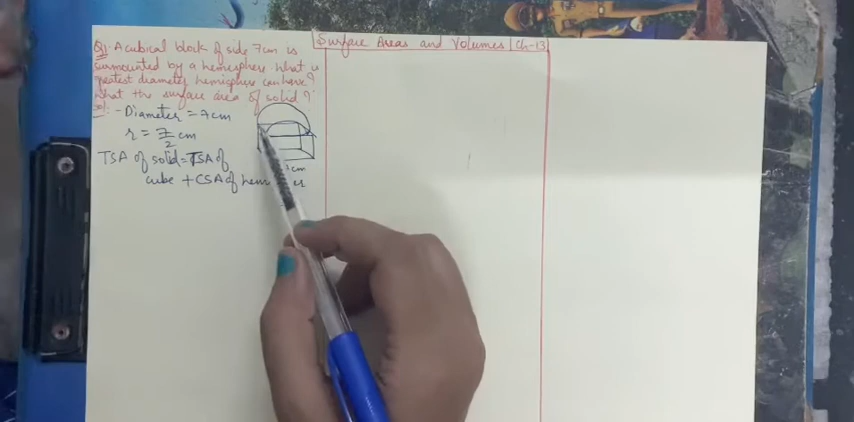 Surface Areas and Volumes | Ch-13
Q1. A cubical block of side 7cm is
surmounted by a hemisphere. What is
greatest diameter hemisphere can have?
What the surface area of solid?
Sol:- -Diameter = 7cm
r = 7/2 cm
TSA of solid = TSA of
cube + CSA of
cm